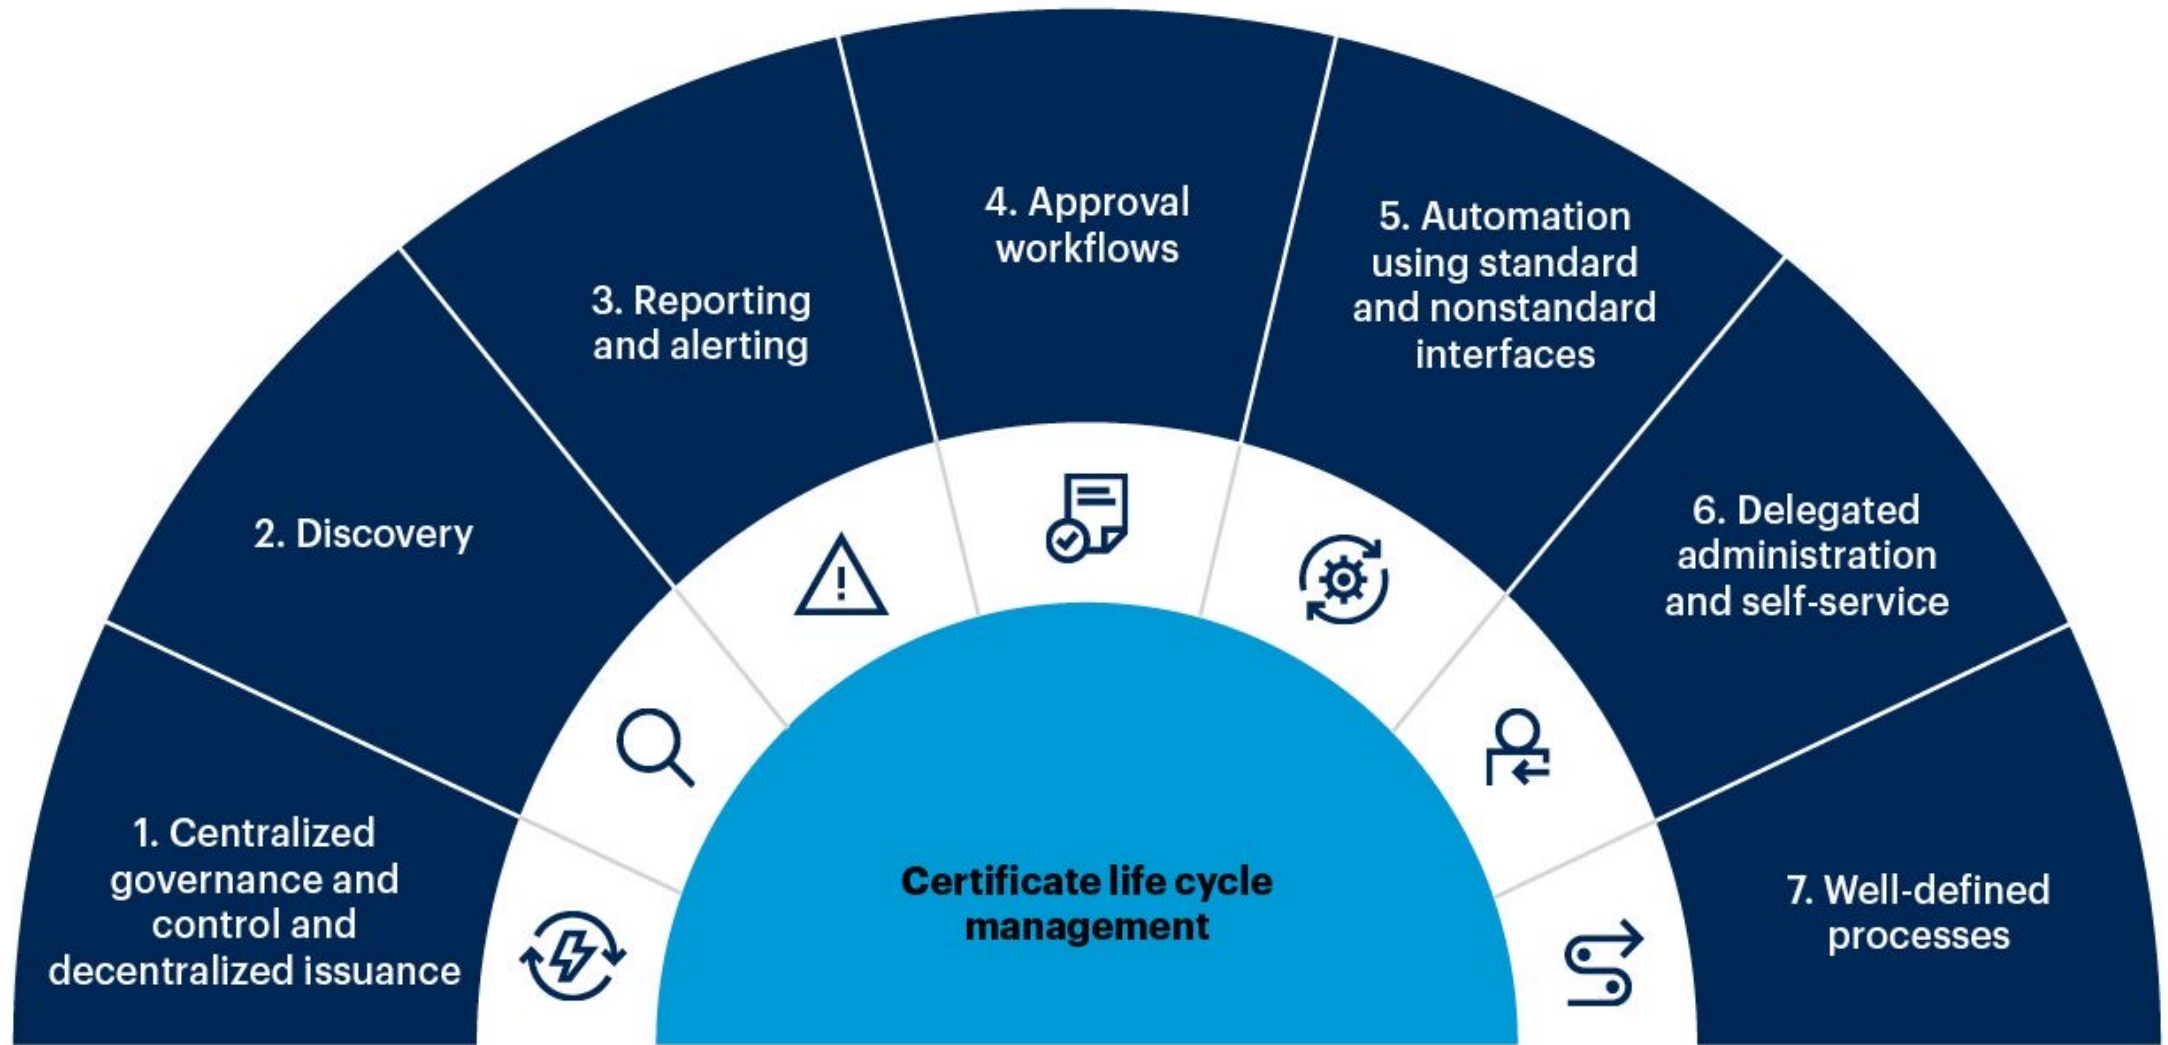 1. Centralized
governance and
control and
decentralized issuance
2. Discovery
3. Reporting
and alerting
4. Approval
workflows
5. Automation
using standard
and nonstandard
interfaces
6. Delegated
administration
and self-service
7. Well-defined
processes
Certificate life cycle
management